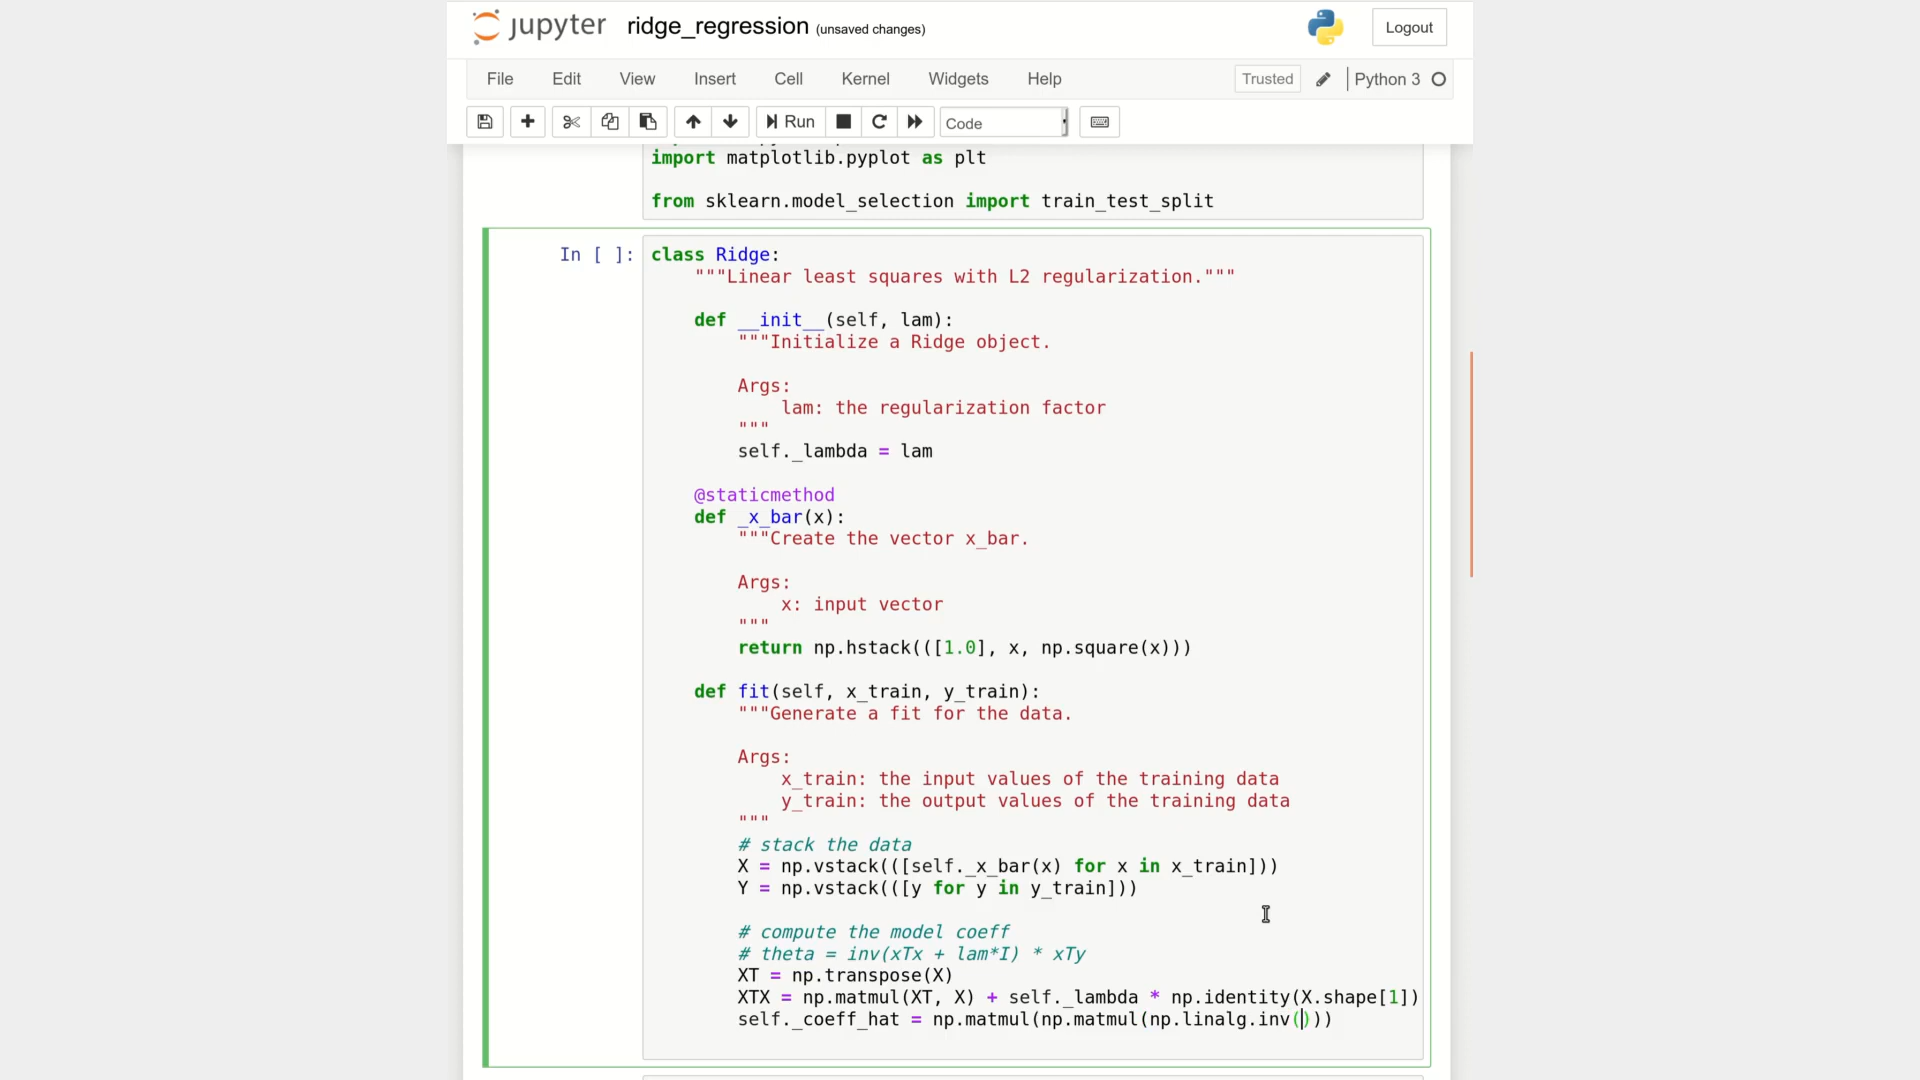 jupyter ridge_regression (unsaved changes) Logout
File Edit View Insert Cell Kernel Widgets Help Trusted Python 3
Run Code
import matplotlib.pyplot as plt
from sklearn.model_selection import train_test_split
In [ ]: class Ridge:
"""Linear least squares with L2 regularization."""
def __init__(self, lam):
"""Initialize a Ridge object.
Args:
lam: the regularization factor
"""
self._lambda = lam
@staticmethod
def _x_bar(x):
"""Create the vector x_bar.
Args:
x: input vector
"""
return np.hstack(([1.0], x, np.square(x)))
def fit(self, x_train, y_train):
"""Generate a fit for the data.
Args:
x_train: the input values of the training data
y_train: the output values of the training data
"""
# stack the data
X = np.vstack(([self._x_bar(x) for x in x_train]))
Y = np.vstack(([y for y in y_train]))
# compute the model coeff
# theta = inv(xTx + lam*I) * xTy
XT = np.transpose(X)
XTX = np.matmul(XT, X) + self._lambda * np.identity(X.shape[1])
self._coeff_hat = np.matmul(np.matmul(np.linalg.inv()))